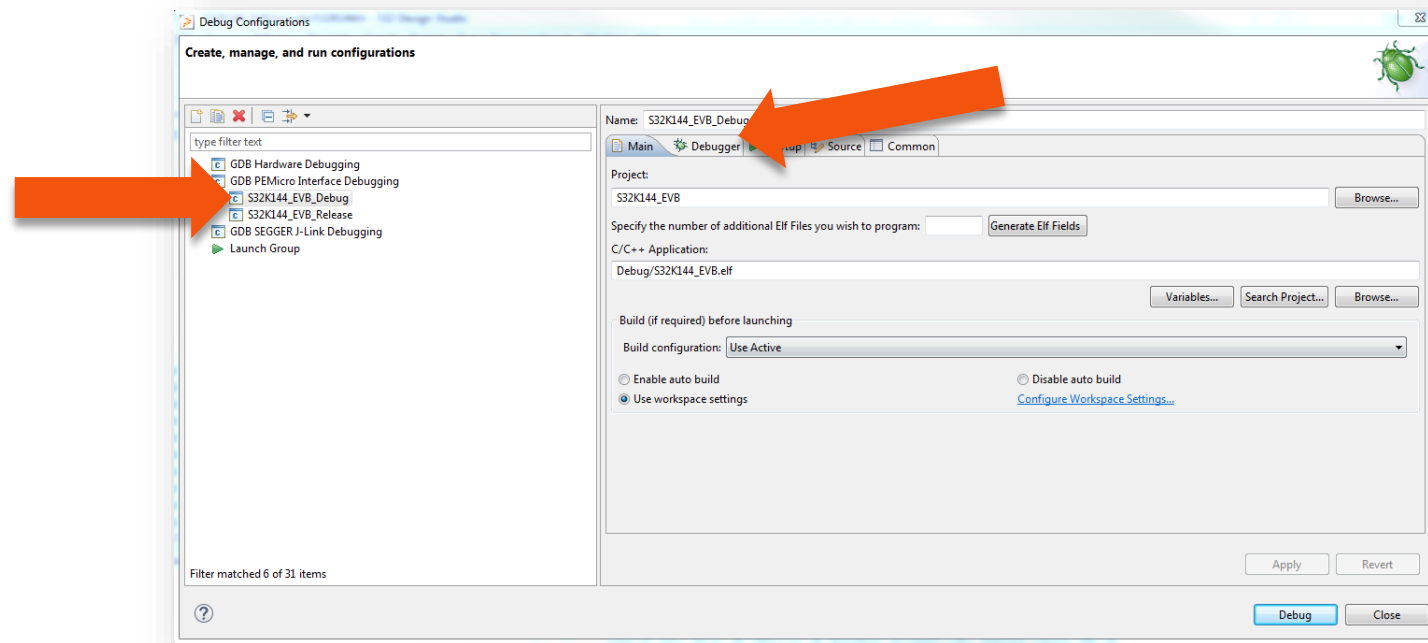 Debug Configurations
Create, manage, and run configurations
type filter text
GDB Hardware Debugging
GDB PEMicro Interface Debugging
S32K144_EVB_Debug
S32K144_EVB_Release
GDB SEGGER J-Link Debugging
Launch Group
Filter matched 6 of 31 items
Name: S32K144_EVB_Debug
Main Debugger Source Common
Project:
S32K144_EVB Browse...
Specify the number of additional Elf Files you wish to program: Generate Elf Fields
C/C++ Application:
Debug/S32K144_EVB.elf
Variables... Search Project... Browse...
Build (if required) before launching
Build configuration: Use Active
Enable auto build Disable auto build
Use workspace settings Configure Workspace Settings...
Apply Revert
? Debug Close